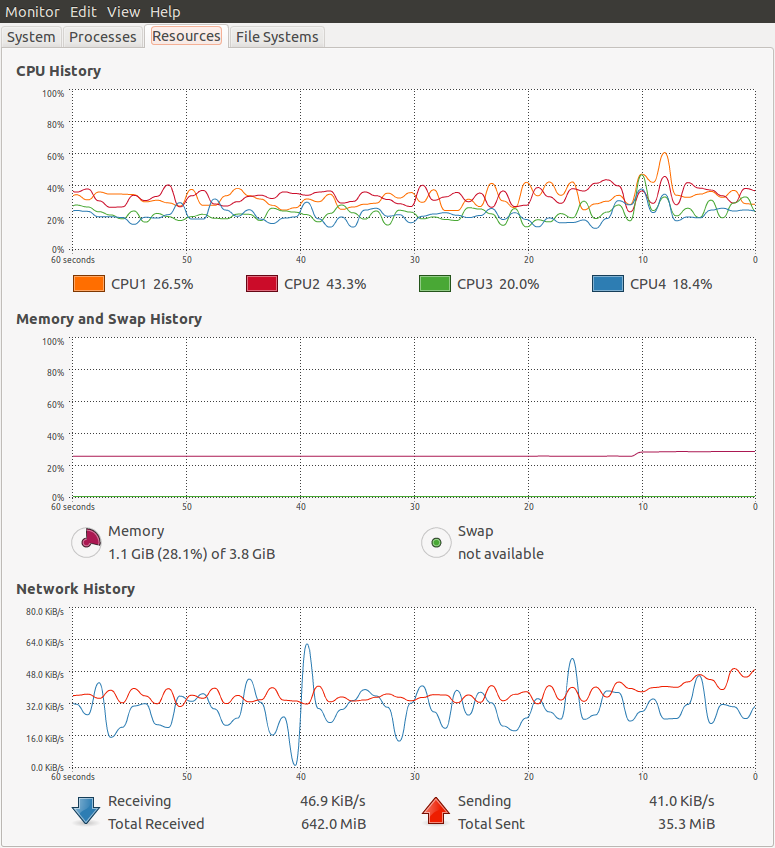 Monitor Edit View Help
System Processes Resources File Systems
CPU History
100%
80%
60%
40%
20%
0%
60 seconds 50 40 30 20 10 0
CPU1 26.5% CPU2 43.3% CPU3 20.0% CPU4 18.4%
Memory and Swap History
100%
80%
60%
40%
20%
0%
60 seconds 50 40 30 20 10 0
Memory Swap
1.1 GiB (28.1%) of 3.8 GiB not available
Network History
80.0 KiB/s
64.0 KiB/s
48.0 KiB/s
32.0 KiB/s
16.0 KiB/s
0.0 KiB/s
60 seconds 50 40 30 20 10 0
Receiving 46.9 KiB/s Sending 41.0 KiB/s
Total Received 642.0 MiB Total Sent 35.3 MiB